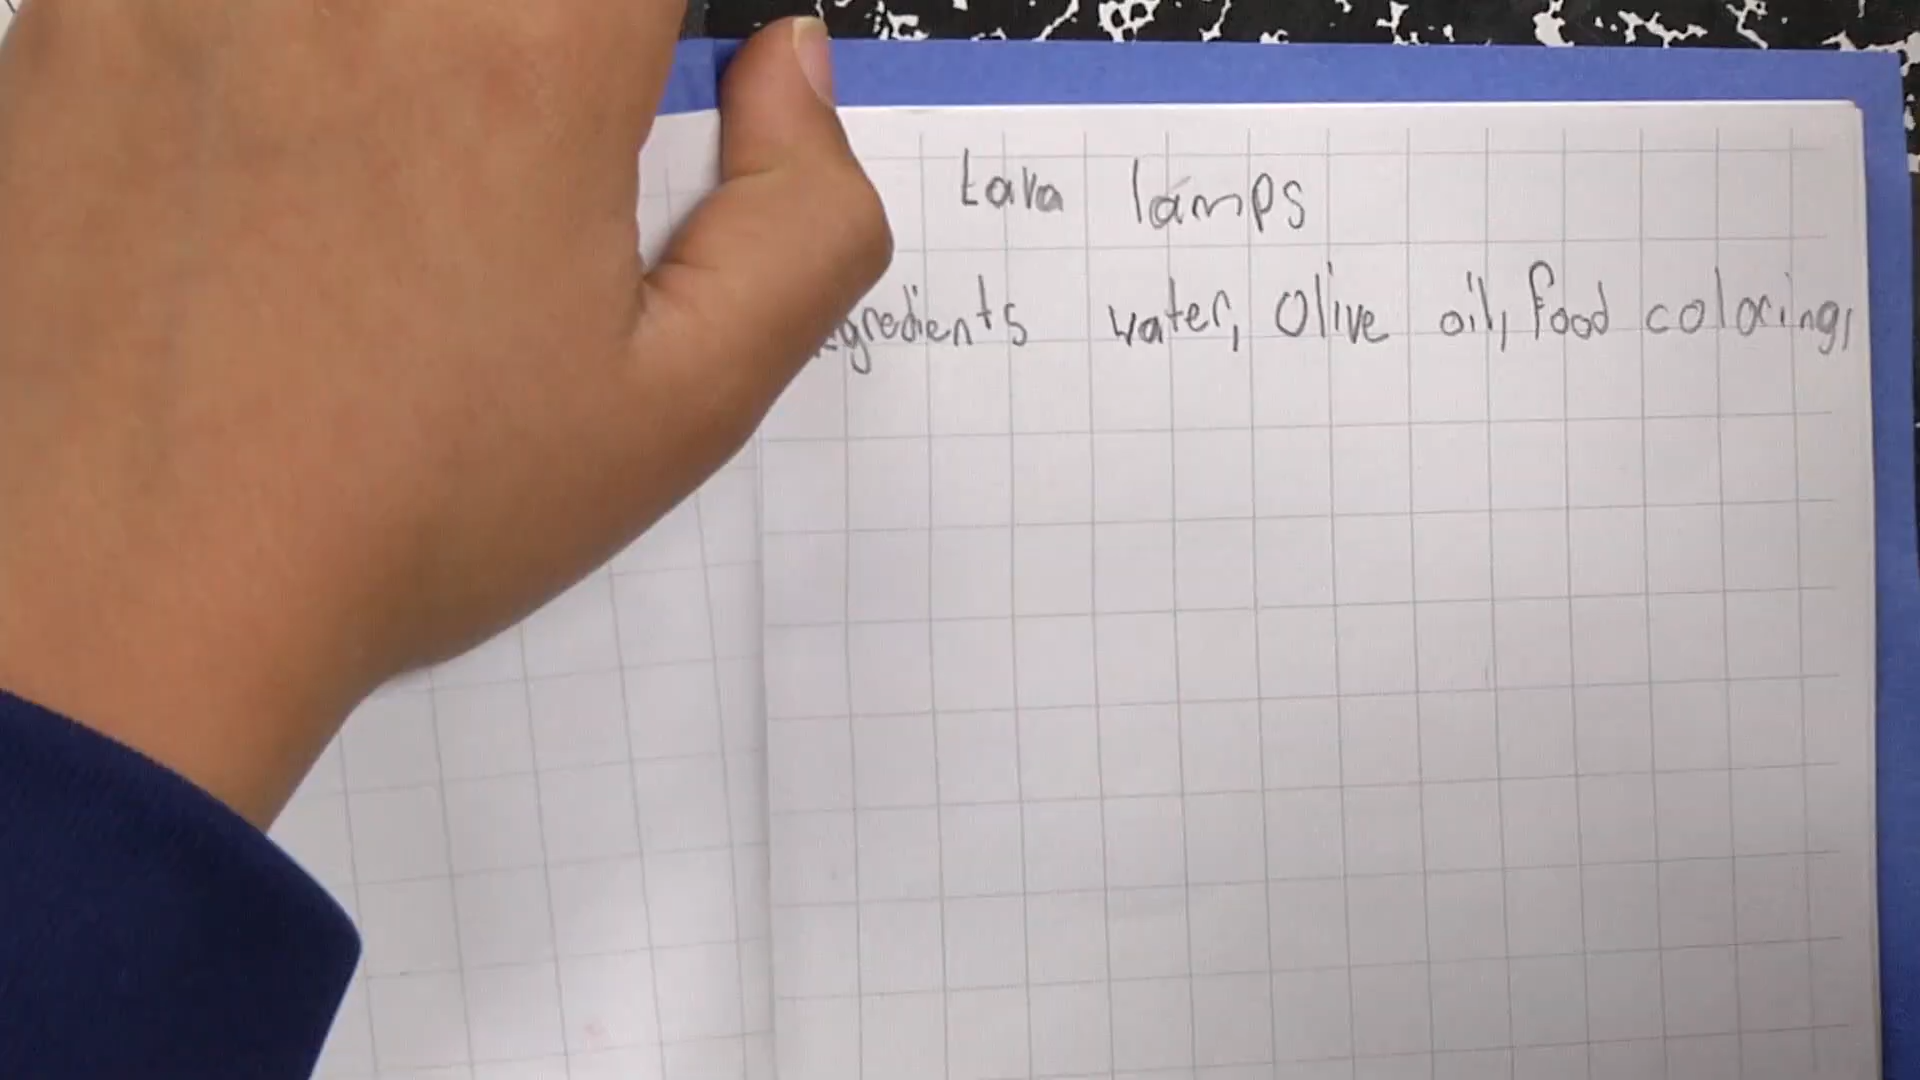 Lava lamps
gredients water, Olive oil, food coloring,